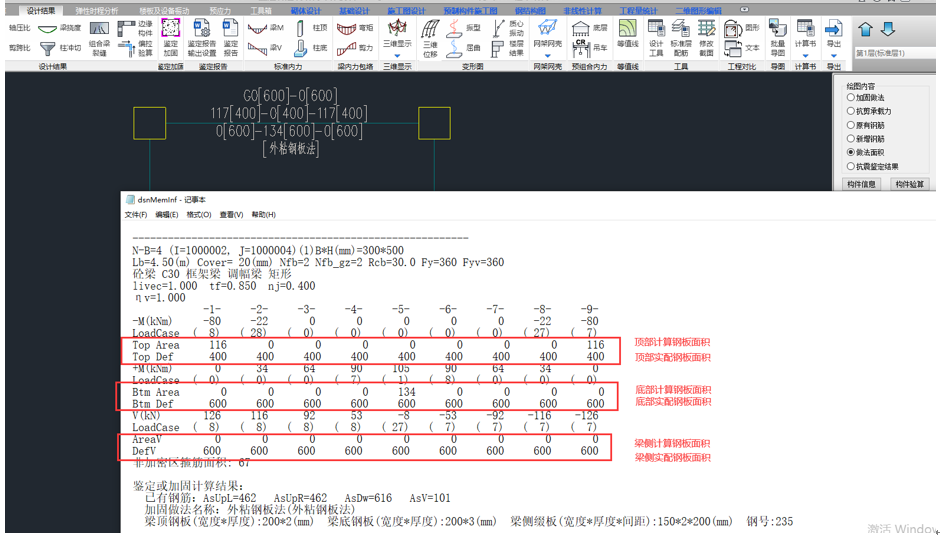 设计结果 弹性时程分析 楼板及设备振动 预应力 工具箱 砌体设计 基础设计 施工图设计 预制构件施工图 钢结构图 非线性计算 工程量统计 二维图形编辑
轴压比 梁挠度 边缘构件 梁M 柱顶 弯矩 振型 质心振动 底层 图形
剪跨比 柱冲切 组合梁裂缝 偏拉验算 鉴定加固 鉴定报告输出设置 鉴定报告 梁V 柱底 剪力 三维显示 三维位移 屈曲 楼层结果 网架网壳 吊车 等值线 设计工具 标准层配筋 修改截面 文本 批量导图 计算书 导出
第1层(标准层1)
设计结果 鉴定加固 鉴定报告 标准内力 梁内力包络 三维显示 变形图 网架网壳 预组合内力 等值线 工具 工程对比 导图 计算书 导出
G0[600]-0[600]
117[400]-0[400]-117[400]
0[600]-134[600]-0[600]
[外粘钢板法]
绘图内容
加固做法
抗剪承载力
原有钢筋
新增钢筋
做法面积
抗震鉴定结果
构件信息 构件验算
dsnMemInf - 记事本
文件(F) 编辑(E) 格式(O) 查看(V) 帮助(H)
------------------------------------------------------------
N-B=4 (I=1000002, J=1000004)(1)B*H(mm)=300*500
Lb=4.50(m) Cover= 20(mm) Nfb=2 Nfb_gz=2 Rcb=30.0 Fy=360 Fyv=360
砼梁 C30 框架梁 调幅梁 矩形
livec=1.000 tf=0.850 nj=0.400
ηv=1.000
-1- -2- -3- -4- -5- -6- -7- -8- -9-
-M(kNm) -80 -22 0 0 0 0 0 -22 -80
LoadCase ( 8) ( 28) ( 0) ( 0) ( 0) ( 0) ( 0) ( 27) ( 7)
Top Area 116 0 0 0 0 0 0 0 116
Top Def 400 400 400 400 400 400 400 400 400
顶部计算钢板面积
顶部实配钢板面积
+M(kNm) 0 34 64 90 105 90 64 34 0
LoadCase ( 0) ( 0) ( 0) ( 7) ( 1) ( 8) ( 0) ( 0) ( 0)
Btm Area 0 0 0 0 134 0 0 0 0
Btm Def 600 600 600 600 600 600 600 600 600
底部计算钢板面积
底部实配钢板面积
V(kN) 126 116 92 53 -8 -53 -92 -116 -126
LoadCase ( 8) ( 8) ( 8) ( 8) ( 27) ( 7) ( 7) ( 7) ( 7)
AreaV 0 0 0 0 0 0 0 0 0
DefV 600 600 600 600 600 600 600 600 600
梁侧计算钢板面积
梁侧实配钢板面积
非加密区箍筋面积: 67
鉴定或加固计算结果:
已有钢筋: AsUpL=462 AsUpR=462 AsDw=616 AsV=101
加固做法名称: 外粘钢板法(外粘钢板法)
梁顶钢板(宽度*厚度):200*2(mm) 梁底钢板(宽度*厚度):200*3(mm) 梁侧缀板(宽度*厚度*间距):150*2*200(mm) 钢号:235
激活 Window